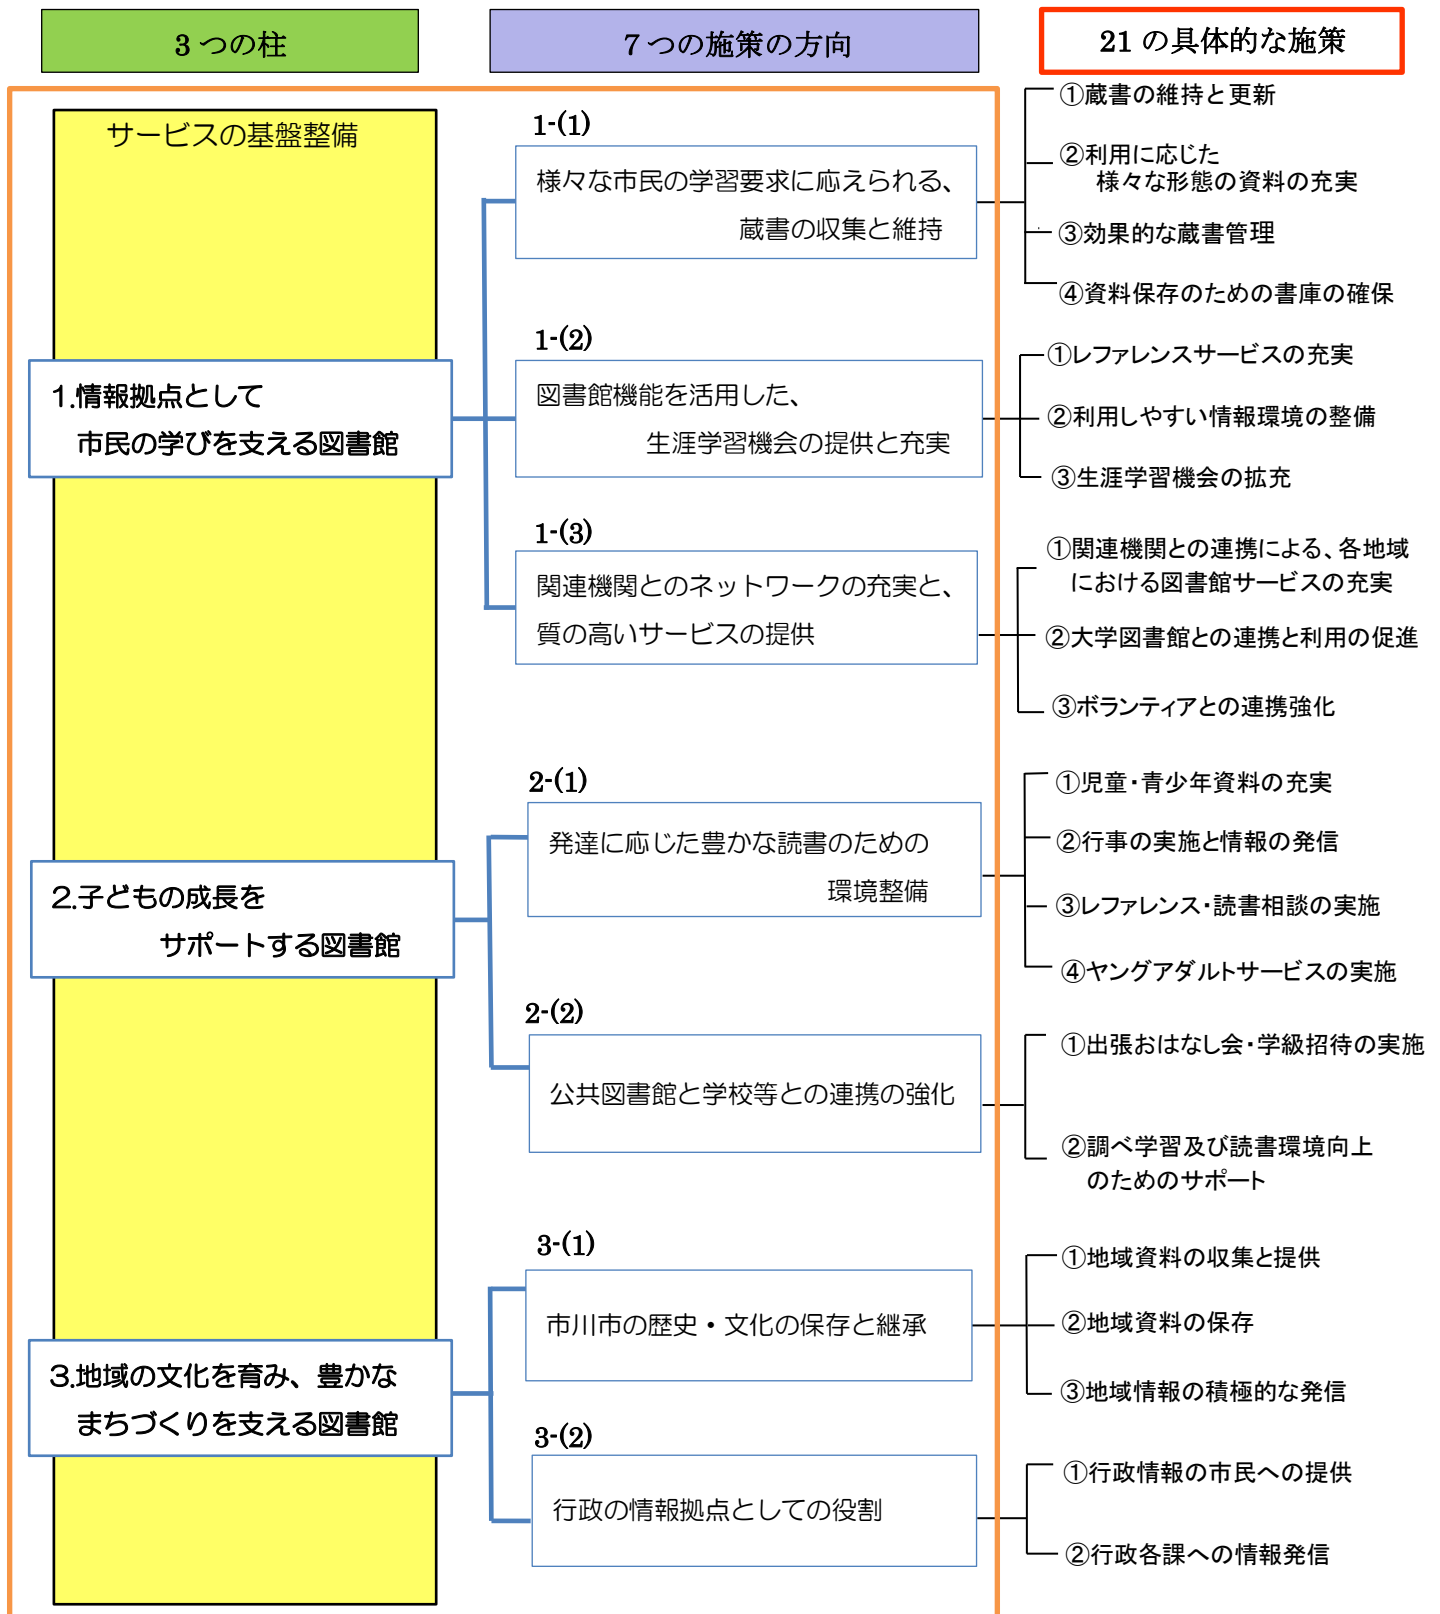 3つの柱
7つの施策の方向
21の具体的な施策
サービスの基盤整備
1.情報拠点として
市民の学びを支える図書館
1-(1)
様々な市民の学習要求に応えられる、
蔵書の収集と維持
①蔵書の維持と更新
②利用に応じた
様々な形態の資料の充実
③効果的な蔵書管理
④資料保存のための書庫の確保
1-(2)
図書館機能を活用した、
生涯学習機会の提供と充実
①レファレンスサービスの充実
②利用しやすい情報環境の整備
③生涯学習機会の拡充
1-(3)
関連機関とのネットワークの充実と、
質の高いサービスの提供
①関連機関との連携による、各地域
における図書館サービスの充実
②大学図書館との連携と利用の促進
③ボランティアとの連携強化
2.子どもの成長を
サポートする図書館
2-(1)
発達に応じた豊かな読書のための
環境整備
①児童・青少年資料の充実
②行事の実施と情報の発信
③レファレンス・読書相談の実施
④ヤングアダルトサービスの実施
2-(2)
公共図書館と学校等との連携の強化
①出張おはなし会・学級招待の実施
②調べ学習及び読書環境向上
のためのサポート
3.地域の文化を育み、豊かな
まちづくりを支える図書館
3-(1)
市川市の歴史・文化の保存と継承
①地域資料の収集と提供
②地域資料の保存
③地域情報の積極的な発信
3-(2)
行政の情報拠点としての役割
①行政情報の市民への提供
②行政各課への情報発信